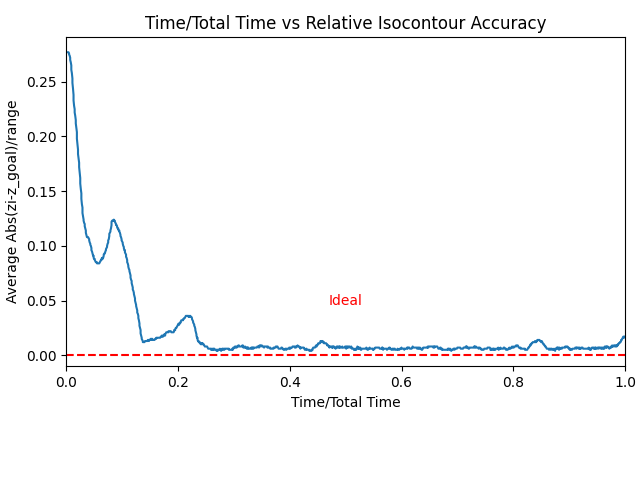 Time/Total Time vs Relative Isocontour Accuracy
Average Abs(zi-z_goal)/range
0.25
0.20
0.15
0.10
0.05
0.00
Ideal
0.0 0.2 0.4 0.6 0.8 1.0
Time/Total Time